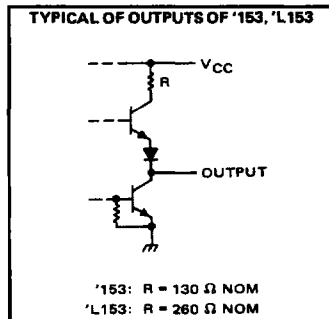 TYPICAL OF OUTPUTS OF '153, 'L153
VCC
R
OUTPUT
'153: R = 130 Ω NOM
'L153: R = 260 Ω NOM